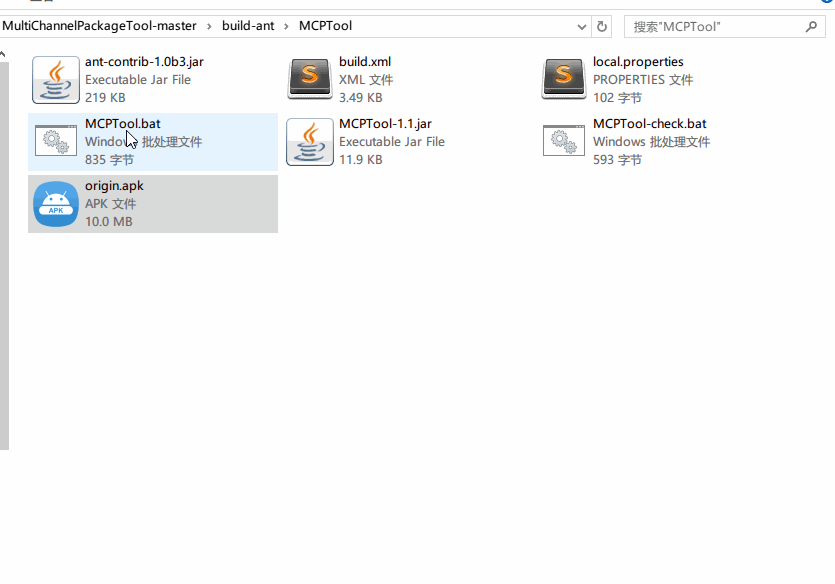 MultiChannelPackageTool-master › build-ant › MCPTool
搜索"MCPTool"
ant-contrib-1.0b3.jar
Executable Jar File
219 KB
build.xml
XML 文件
3.49 KB
local.properties
PROPERTIES 文件
102 字节
MCPTool.bat
Windows 批处理文件
835 字节
MCPTool-1.1.jar
Executable Jar File
11.9 KB
MCPTool-check.bat
Windows 批处理文件
593 字节
origin.apk
APK 文件
10.0 MB
APK